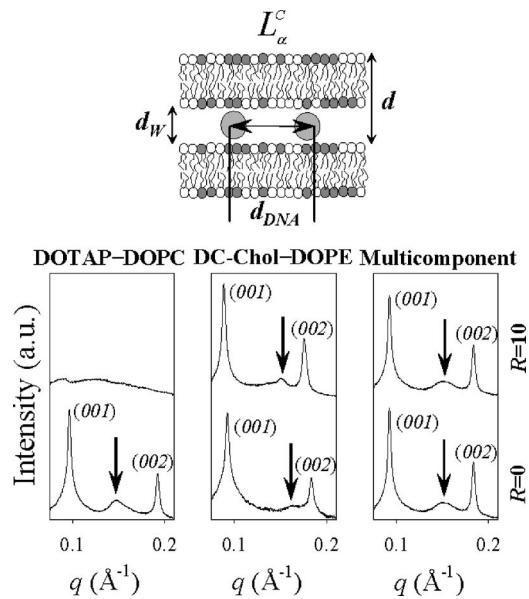 L_α^C
d
d_W
d_DNA
DOTAP–DOPC DC-Chol–DOPE Multicomponent
(001) (002) (001) (002) R=10
(001) (002) (001) (002) (001) (002) R=0
Intensity (a.u.)
0.1 0.2 0.1 0.2 0.1 0.2
q (Å⁻¹) q (Å⁻¹) q (Å⁻¹)